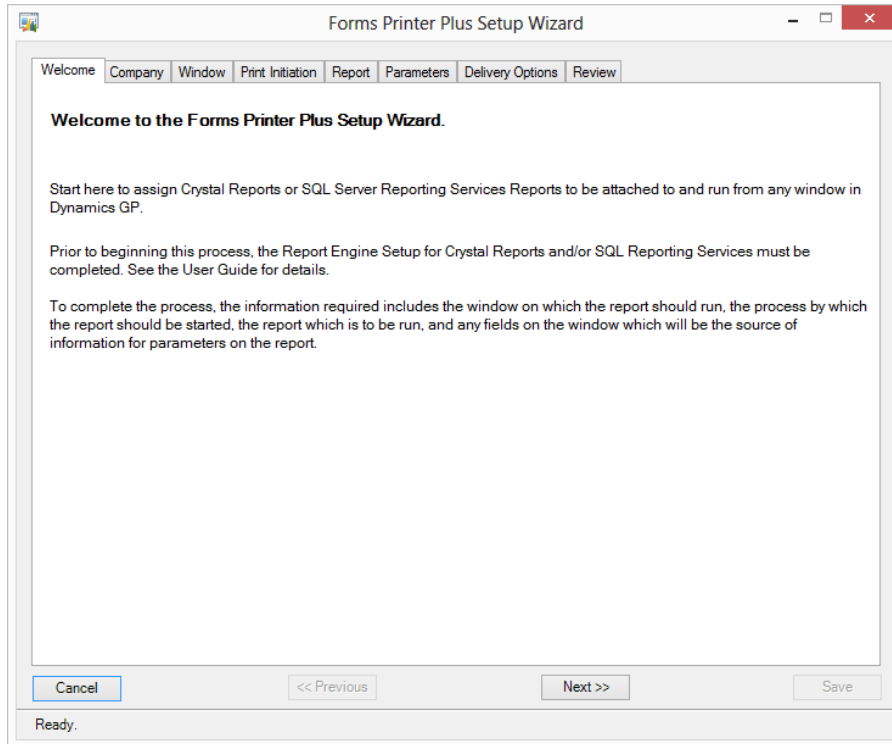 Forms Printer Plus Setup Wizard
Welcome Company Window Print Initiation Report Parameters Delivery Options Review
Welcome to the Forms Printer Plus Setup Wizard.
Start here to assign Crystal Reports or SQL Server Reporting Services Reports to be attached to and run from any window in
Dynamics GP.
Prior to beginning this process, the Report Engine Setup for Crystal Reports and/or SQL Reporting Services must be
completed. See the User Guide for details.
To complete the process, the information required includes the window on which the report should run, the process by which
the report should be started, the report which is to be run, and any fields on the window which will be the source of
information for parameters on the report.
Cancel << Previous Next >> Save
Ready.